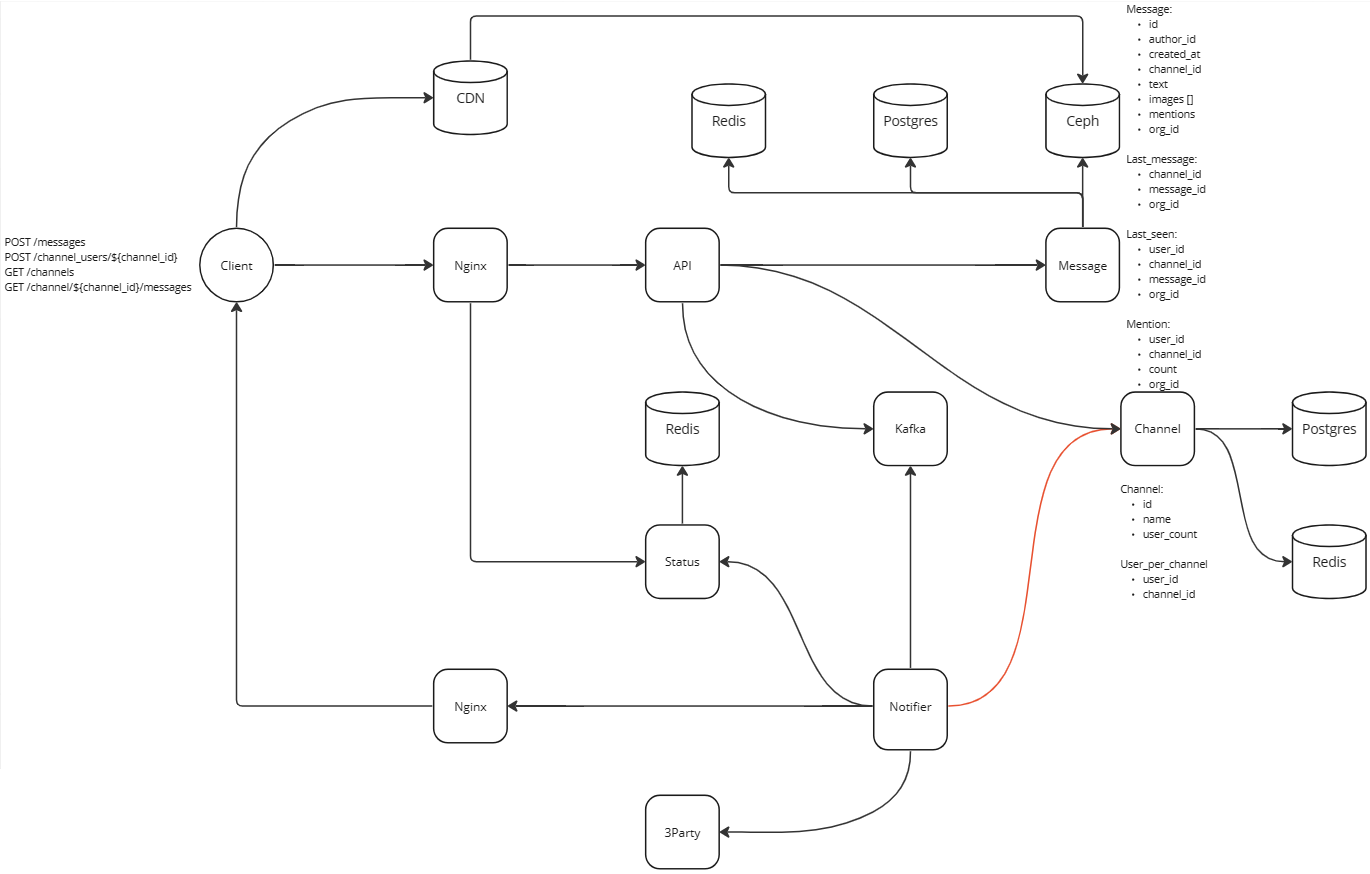 Message:
• id
• author_id
• created_at
• channel_id
• text
• images []
• mentions
• org_id
CDN
Redis
Postgres
Ceph
Last_message:
• channel_id
• message_id
• org_id
POST /messages
POST /channel_users/${channel_id}
GET /channels
GET /channel/${channel_id}/messages
Client
Nginx
API
Message
Last_seen:
• user_id
• channel_id
• message_id
• org_id
Mention:
• user_id
• channel_id
• count
• org_id
Redis
Kafka
Channel
Postgres
Channel:
• id
• name
• user_count
User_per_channel
• user_id
• channel_id
Status
Redis
Nginx
Notifier
3Party